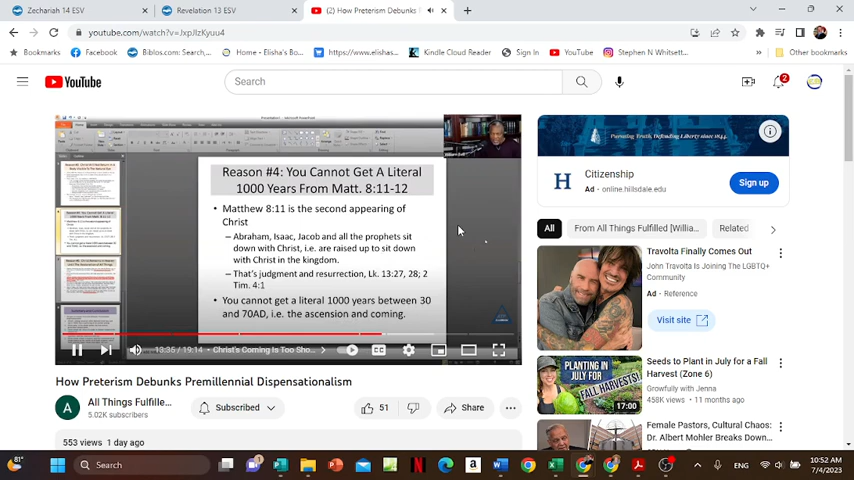 Zechariah 14 ESV
Revelation 13 ESV
(2) How Preterism Debunks
youtube.com/watch?v=JxpJIzKyuu4
Bookmarks
Facebook
Biblos.com: Search...
Home - Elisha's Bo...
https://www.elishas...
Kindle Cloud Reader
Sign In
YouTube
Stephen N Whitsett...
Other bookmarks
YouTube
Search
2
Reason #4: You Cannot Get A Literal
1000 Years From Matt. 8:11-12
• Matthew 8:11 is the second appearing of
Christ
– Abraham, Isaac, Jacob and all the prophets sit
down with Christ, i.e. are raised up to sit down
with Christ in the kingdom.
– That's judgment and resurrection, Lk. 13:27, 28; 2
Tim. 4:1
• You cannot get a literal 1000 years between 30
and 70AD, i.e. the ascension and coming.
13:36 / 19:14 • Christ's Coming Is Too Sho...
CC
How Preterism Debunks Premillennial Dispensationalism
A
All Things Fulfille...
5.02K subscribers
Subscribed
51
Share
553 views 1 day ago
Pursuing Truth, Defending Liberty since 1844.
H
Citizenship
Ad • online.hillsdale.edu
Sign up
All
From All Things Fulfilled [Willia...
Related
Travolta Finally Comes Out
John Travolta Is Joining The LGBTQ+
Community
Ad • Reference
Visit site
PLANTING
IN JULY FOR
FALL HARVESTS!
17:00
Seeds to Plant in July for a Fall
Harvest (Zone 6)
Growfully with Jenna
458K views • 11 months ago
Female Pastors, Cultural Chaos:
Dr. Albert Mohler Breaks Down...
81°
Search
ENG
10:52 AM
7/4/2023